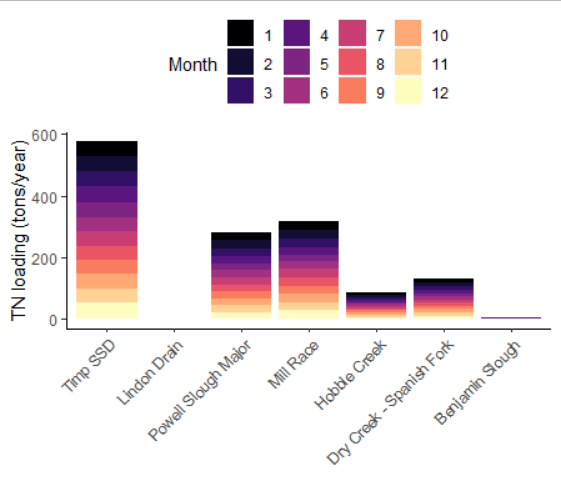 Month
1 4 7 10
2 5 8 11
3 6 9 12
TN loading (tons/year)
600
400
200
0
Timp SSD
Lindon Drain
Powell Slough Major
Mill Race
Hobble Creek
Dry Creek - Spanish Fork
Benjamin Slough